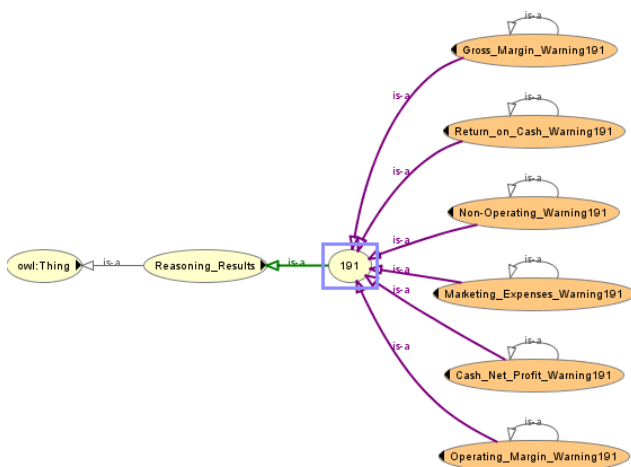 is-a
Gross_Margin_Warning191
is-a
is-a
Return_on_Cash_Warning191
is-a
is-a
Non-Operating_Warning191
is-a
owl:Thing
is-a
Reasoning_Results
is-a
191
is-a
is-a
Marketing_Expenses_Warning191
is-a
is-a
Cash_Net_Profit_Warning191
is-a
is-a
Operating_Margin_Warning191